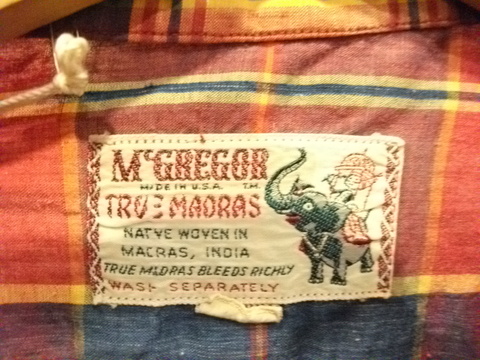 McGREGOR
MADE IN U.S.A. T.M.
TRUE MADRAS
NATIVE WOVEN IN
MADRAS, INDIA
TRUE MADRAS BLEEDS RICHLY
WASH SEPARATELY